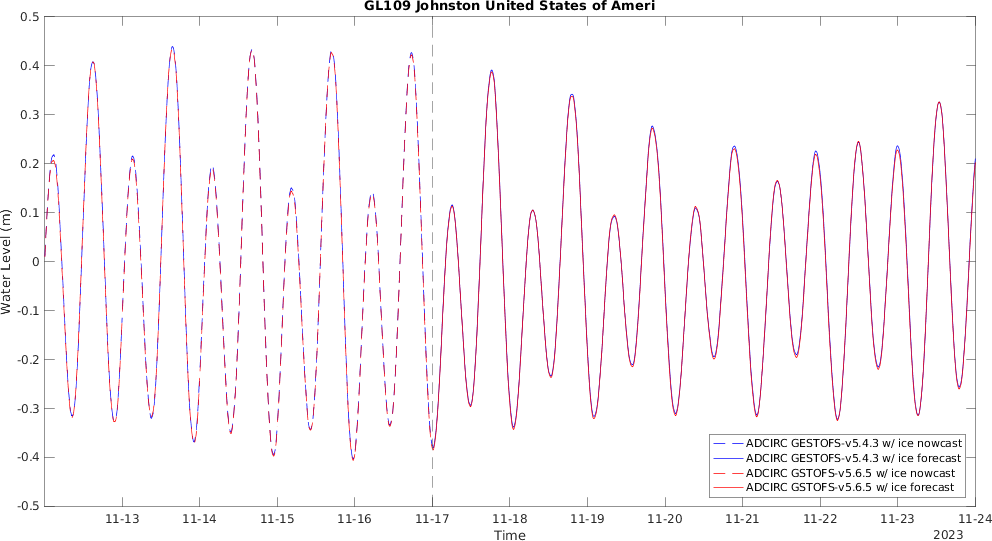 GL109 Johnston United States of Ameri
0.5
0.4
0.3
0.2
0.1
0
-0.1
-0.2
-0.3
-0.4
-0.5
Water Level (m)
ADCIRC GESTOFS-v5.4.3 w/ ice nowcast
ADCIRC GESTOFS-v5.4.3 w/ ice forecast
ADCIRC GSTOFS-v5.6.5 w/ ice nowcast
ADCIRC GSTOFS-v5.6.5 w/ ice forecast
11-13 11-14 11-15 11-16 11-17 11-18 11-19 11-20 11-21 11-22 11-23 11-24
Time
2023